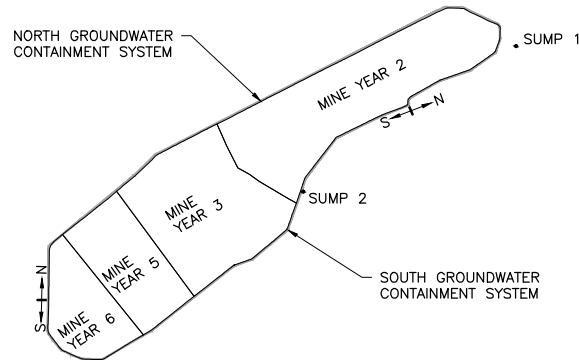 NORTH GROUNDWATER
CONTAINMENT SYSTEM
SUMP 1
MINE YEAR 2
S N
SUMP 2
MINE
YEAR 3
MINE
YEAR 5
N
S
MINE
YEAR 6
SOUTH GROUNDWATER
CONTAINMENT SYSTEM